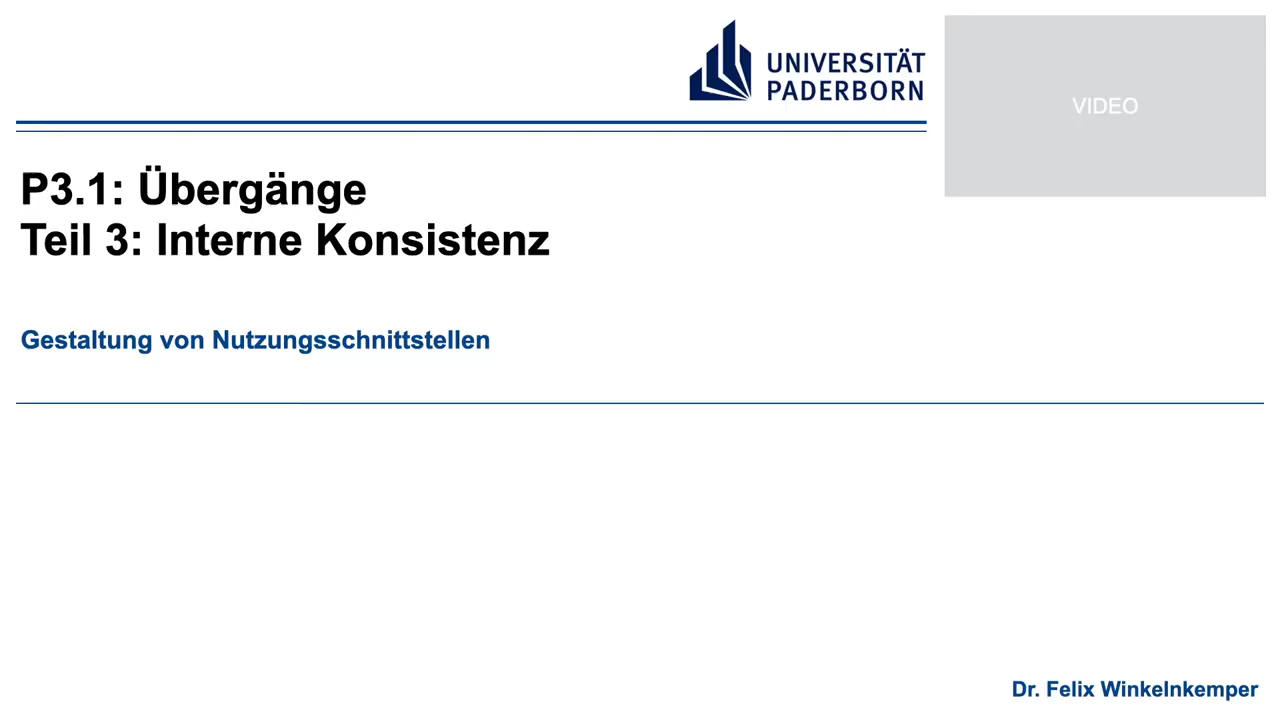 UNIVERSITÄT
PADERBORN
VIDEO
P3.1: Übergänge
Teil 3: Interne Konsistenz
Gestaltung von Nutzungsschnittstellen
Dr. Felix Winkelnkemper